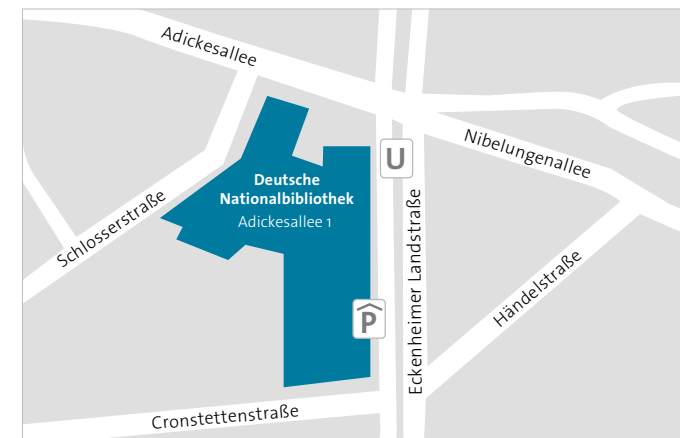 Adickesallee
Nibelungenallee
U
Deutsche
Nationalbibliothek
Adickesallee 1
Schlosserstraße
Eckenheimer Landstraße
Händelstraße
P
Cronstettenstraße